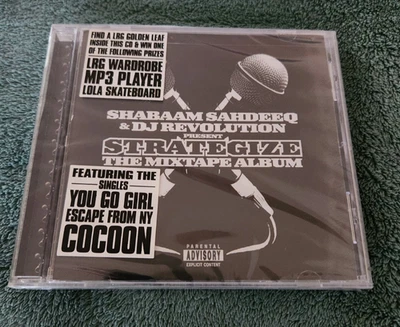 FIND A LRG GOLDEN LEAF
INSIDE THIS CD & WIN ONE
OF THE FOLLOWING PRIZES
LRG WARDROBE
MP3 PLAYER
LOLA SKATEBOARD
SHABAAM SAHDEEQ
& DJ REVOLUTION
PRESENT
STRATEGIZE
THE MIXTAPE ALBUM
FEATURING THE
SINGLES
YOU GO GIRL
ESCAPE FROM NY
COCOON
PARENTAL
ADVISORY
EXPLICIT CONTENT